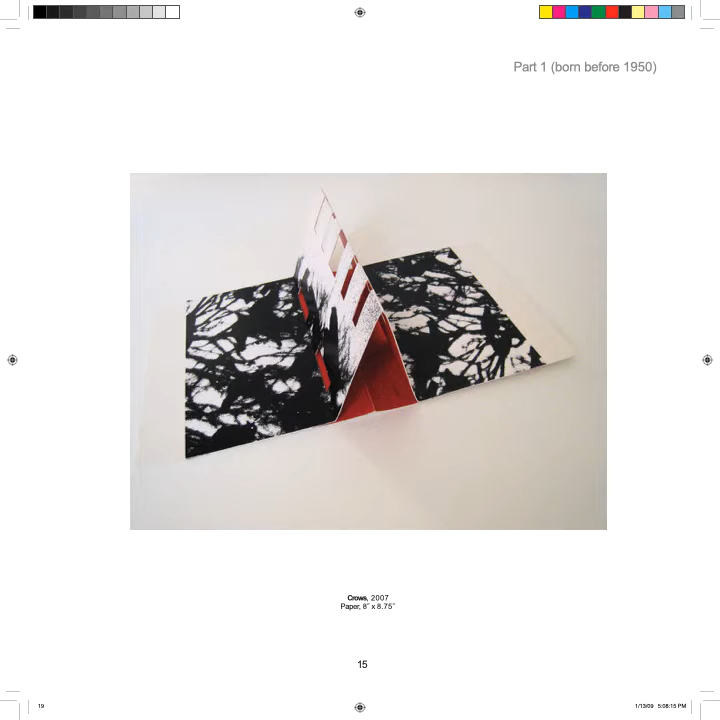 Part 1 (born before 1950)
Crows, 2007
Paper, 8" x 8.75"
15
19
1/13/09 5:08:15 PM